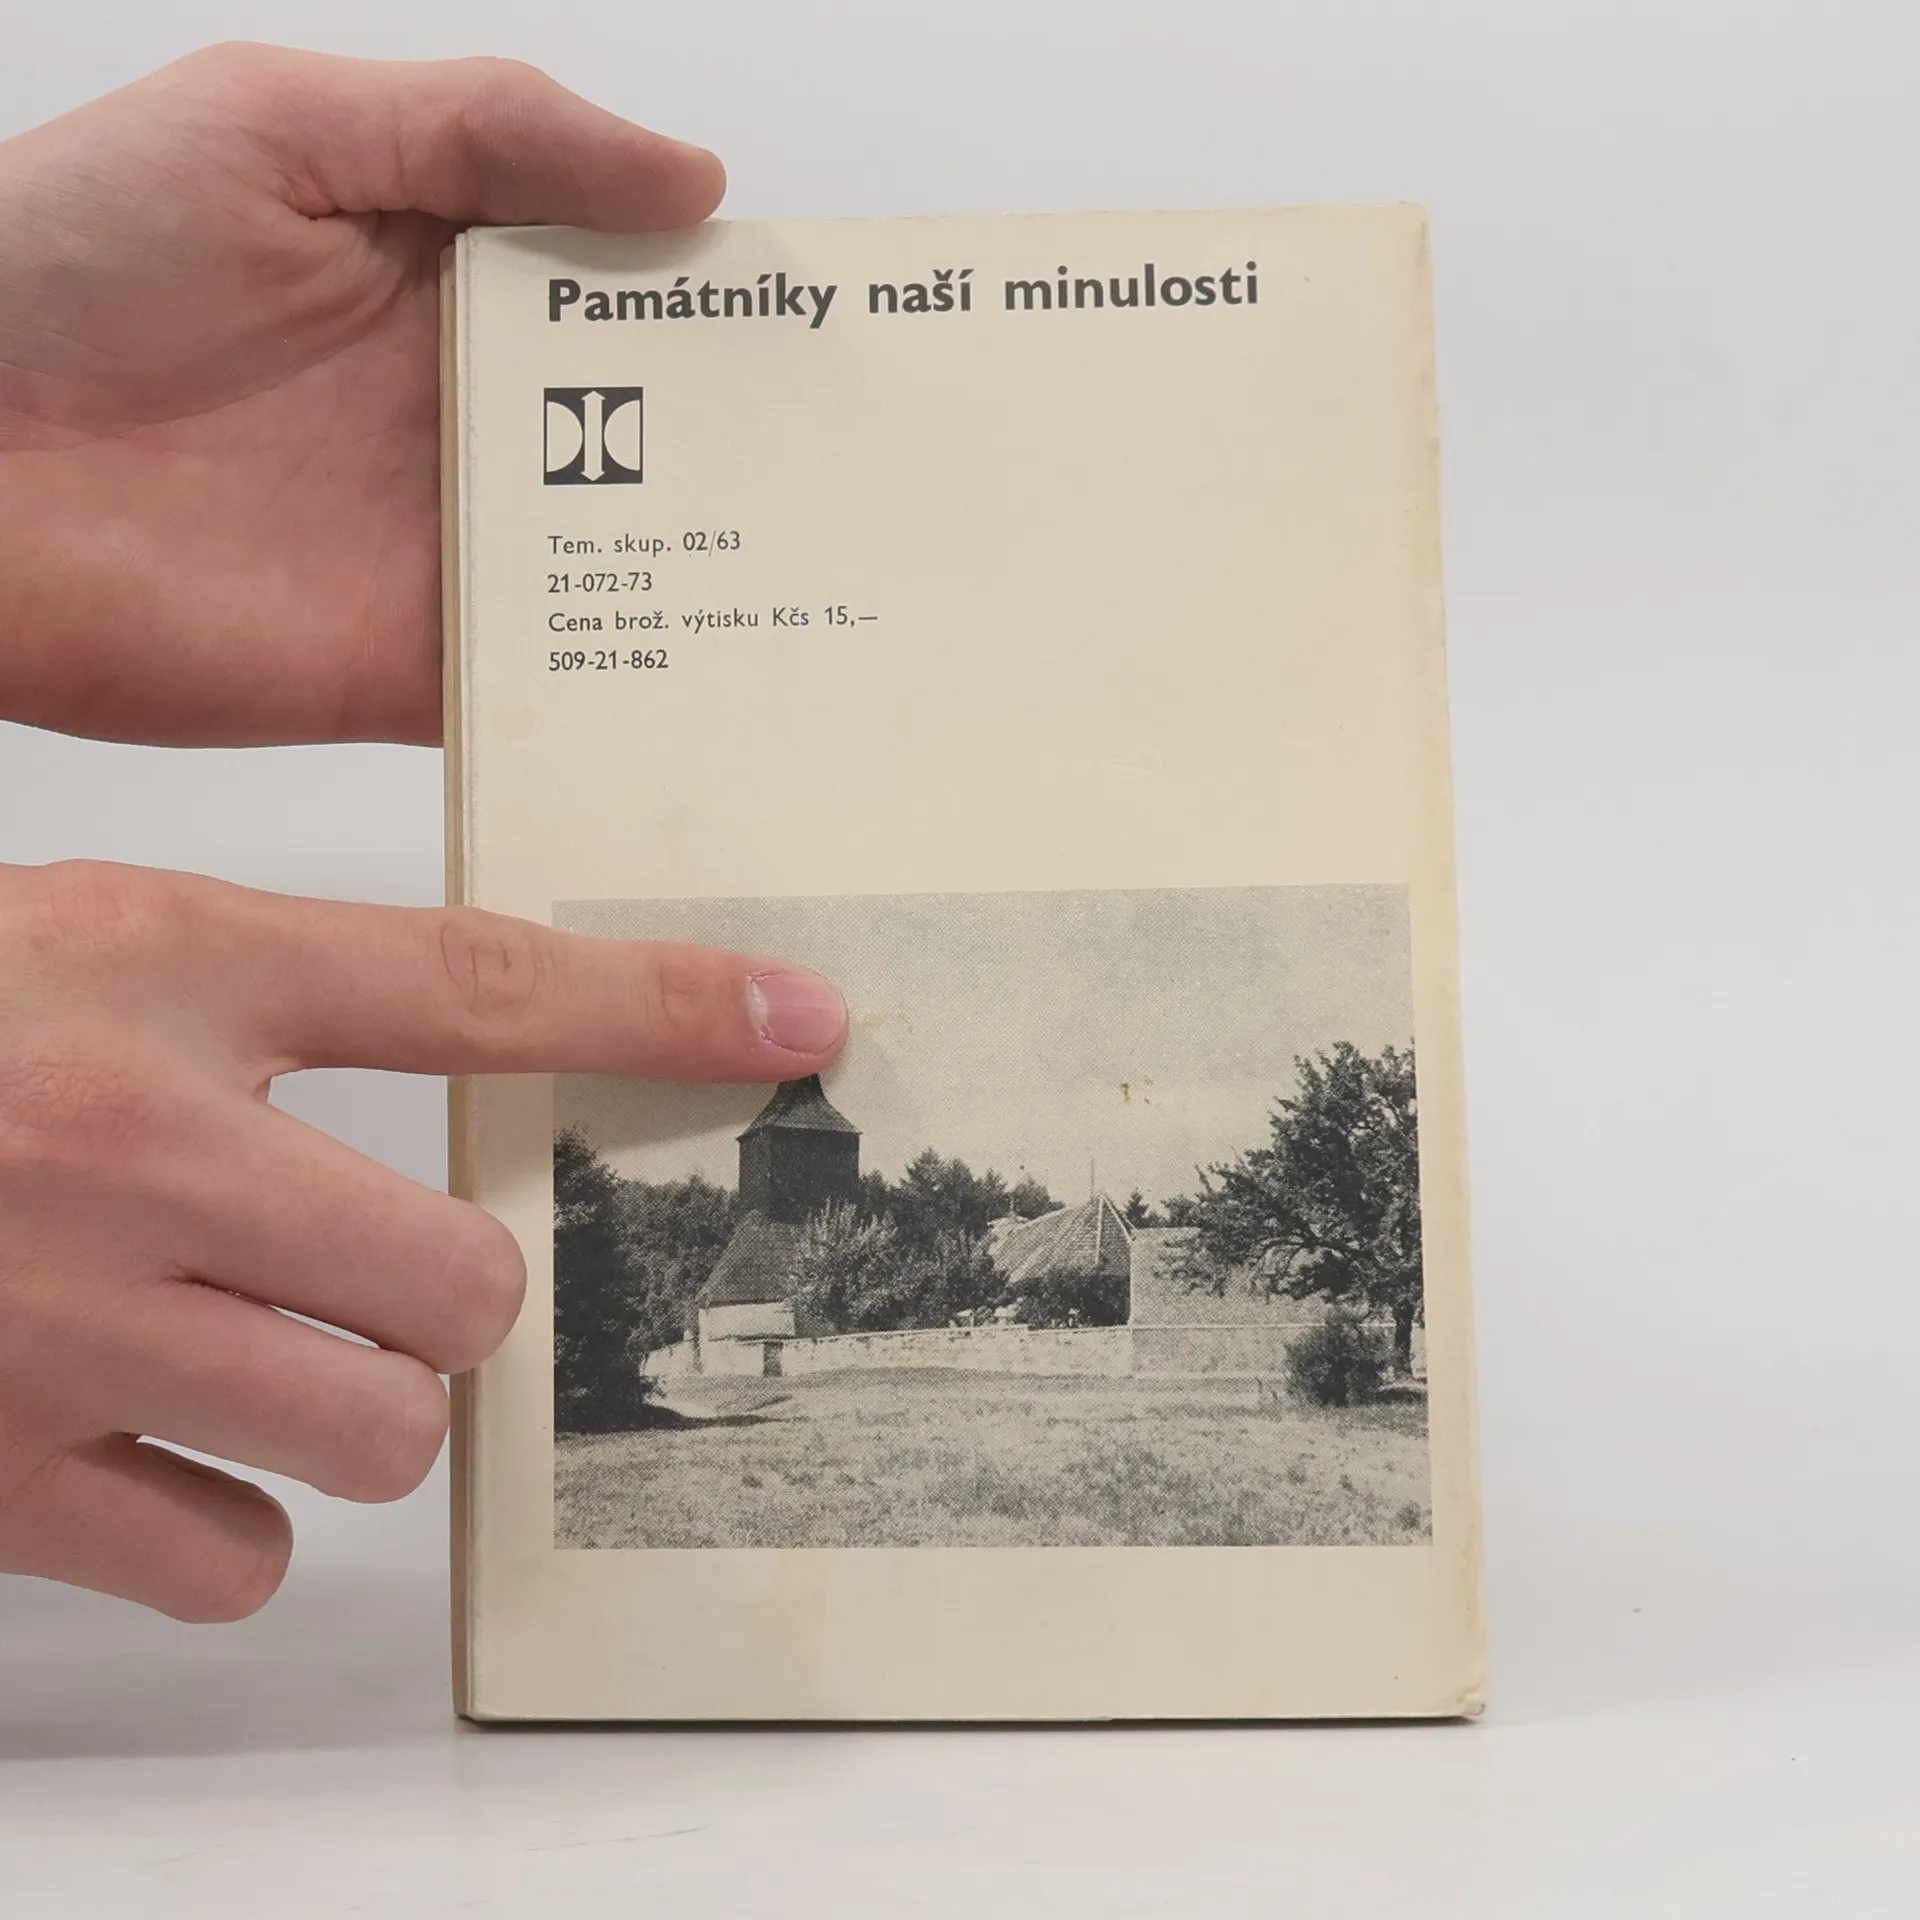 Památníky naší minulosti
Tem. skup. 02/63
21-072-73
Cena brož. výtisku Kčs 15,—
509-21-862